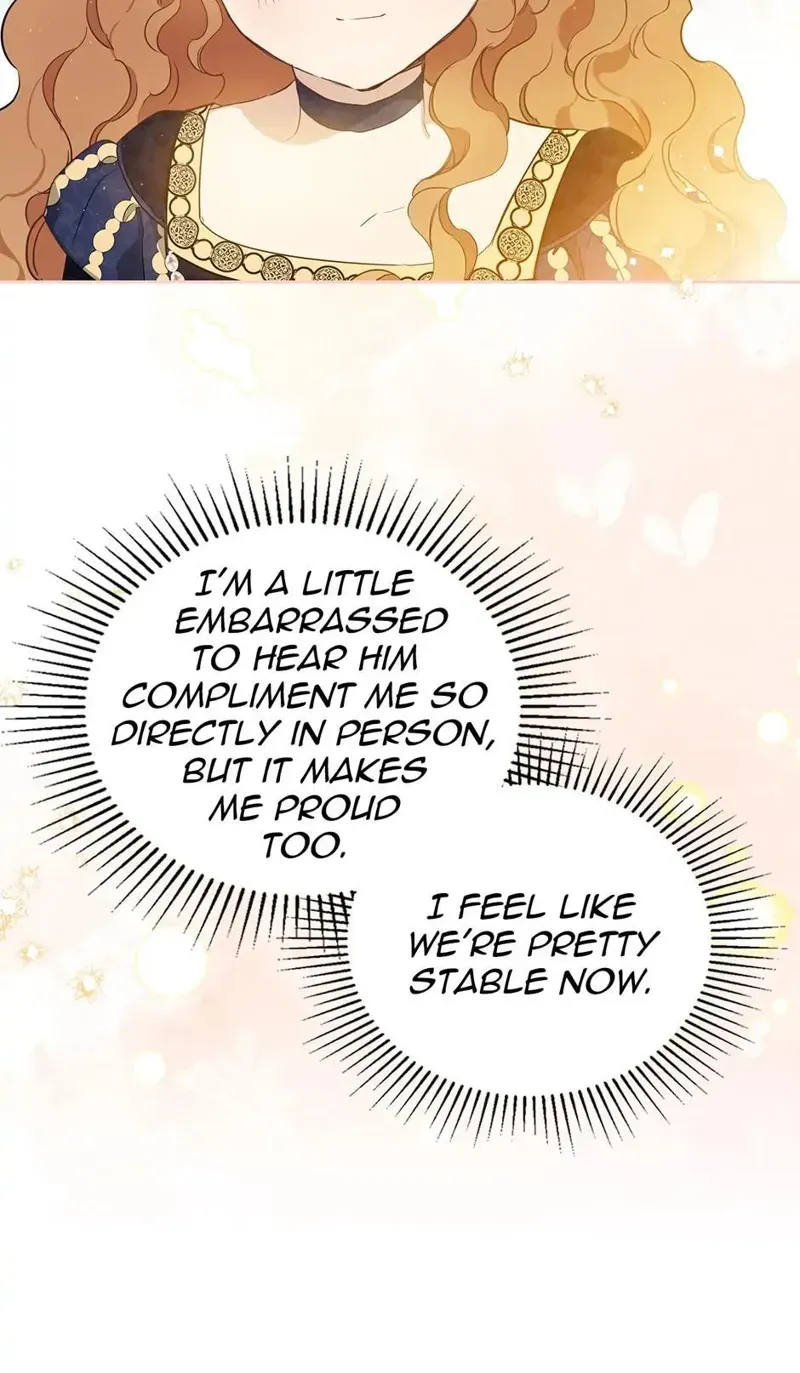 I'M A LITTLE
EMBARRASSED
TO HEAR HIM
COMPLIMENT ME SO
DIRECTLY IN PERSON,
BUT IT MAKES
ME PROUD
TOO.
I FEEL LIKE
WE'RE PRETTY
STABLE NOW.